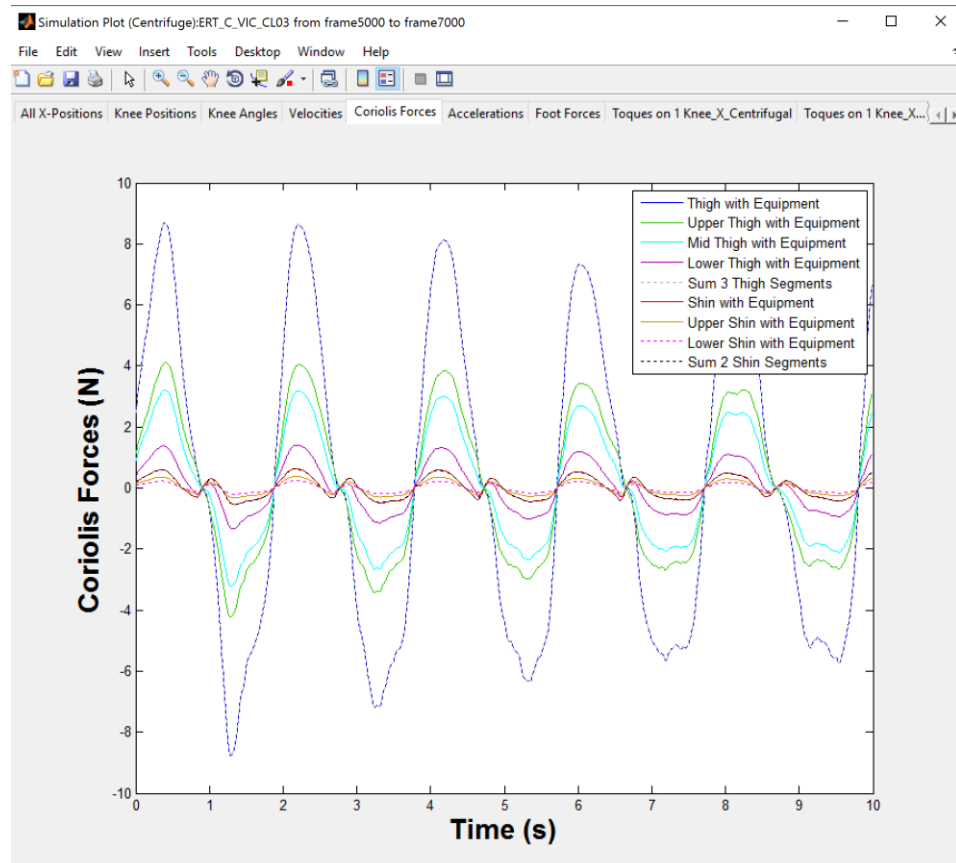 Simulation Plot (Centrifuge):ERT_C_VIC_CL03 from frame5000 to frame7000
File Edit View Insert Tools Desktop Window Help
All X-Positions Knee Positions Knee Angles Velocities Coriolis Forces Accelerations Foot Forces Toques on 1 Knee_X_Centrifugal Toques on 1 Knee_X...
10
8
6
4
2
0
-2
-4
-6
-8
-10
Coriolis Forces (N)
Thigh with Equipment
Upper Thigh with Equipment
Mid Thigh with Equipment
Lower Thigh with Equipment
Sum 3 Thigh Segments
Shin with Equipment
Upper Shin with Equipment
Lower Shin with Equipment
Sum 2 Shin Segments
0 1 2 3 4 5 6 7 8 9 10
Time (s)